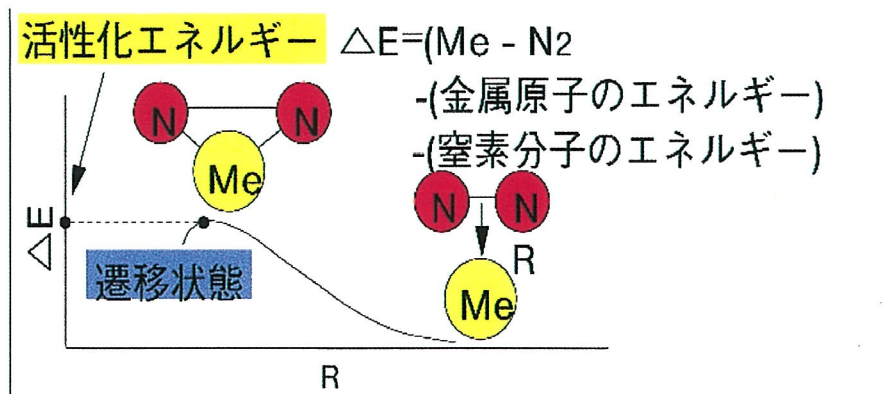 活性化エネルギー △E=(Me - N2
-(金属原子のエネルギー)
-(窒素分子のエネルギー)
N N
Me
N N
R
Me
△E
遷移状態
R